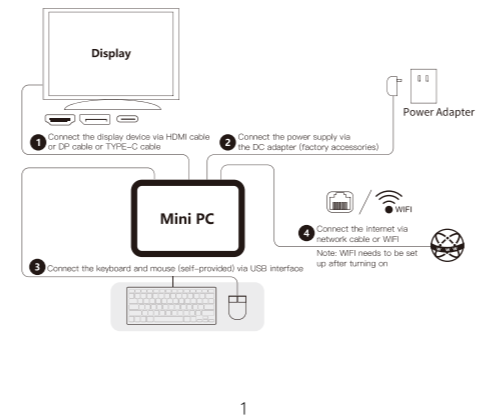 Display
Power Adapter
1 Connect the display device via HDMI cable
or DP cable or TYPE-C cable
2 Connect the power supply via
the DC adapter (factory accessories)
Mini PC
WIFI
4 Connect the internet via
network cable or WIFI
Note: WIFI needs to be set
up after turning on
3 Connect the keyboard and mouse (self-provided) via USB interface
1